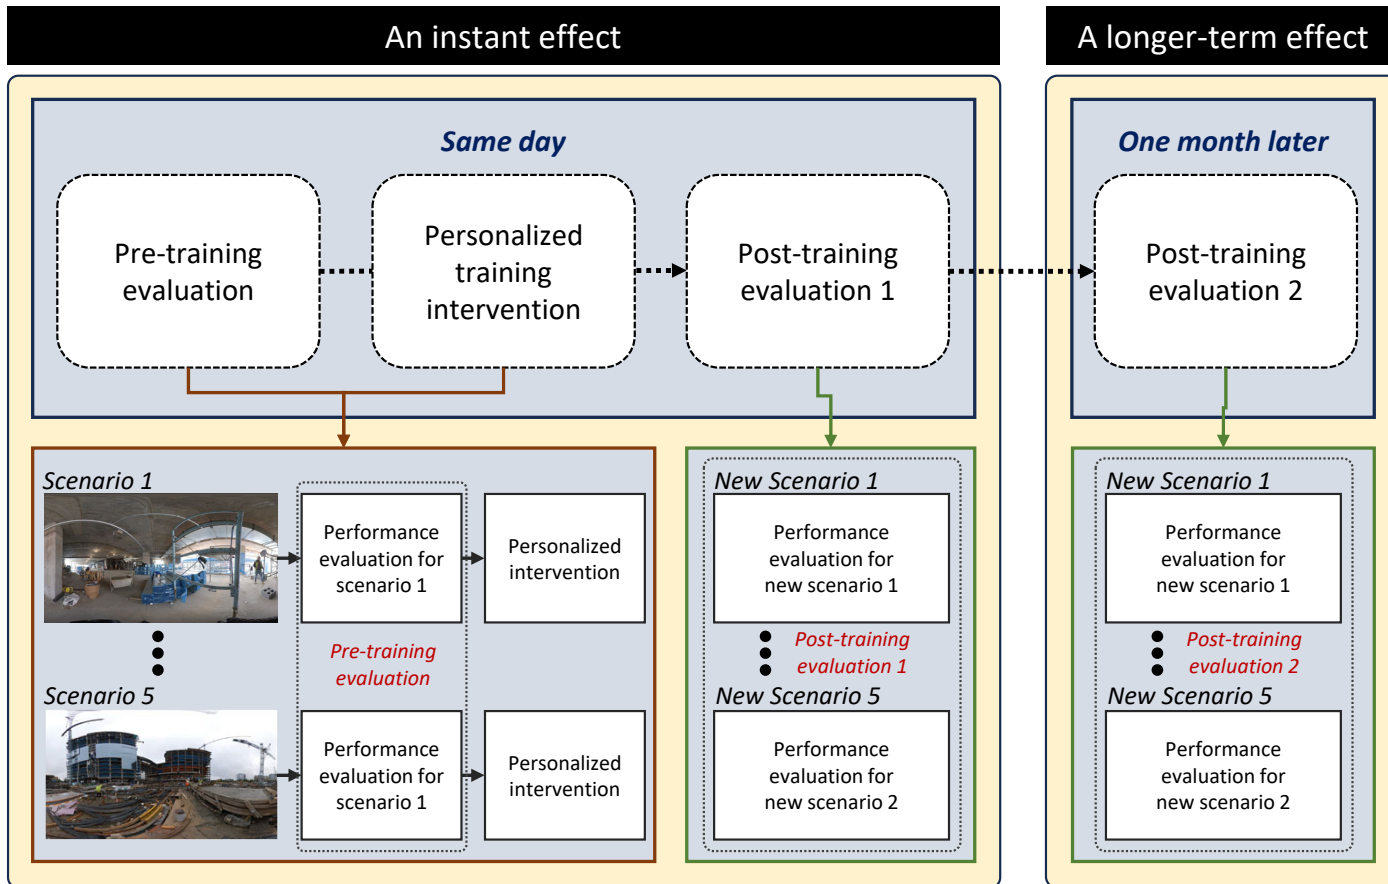 An instant effect
A longer-term effect
Same day
One month later
Pre-training
evaluation
Personalized
training
intervention
Post-training
evaluation 1
Post-training
evaluation 2
Scenario 1
Performance
evaluation for
scenario 1
Personalized
intervention
Pre-training
evaluation
Scenario 5
Performance
evaluation for
scenario 1
Personalized
intervention
New Scenario 1
Performance
evaluation for
new scenario 1
Post-training
evaluation 1
New Scenario 5
Performance
evaluation for
new scenario 2
New Scenario 1
Performance
evaluation for
new scenario 1
Post-training
evaluation 2
New Scenario 5
Performance
evaluation for
new scenario 2